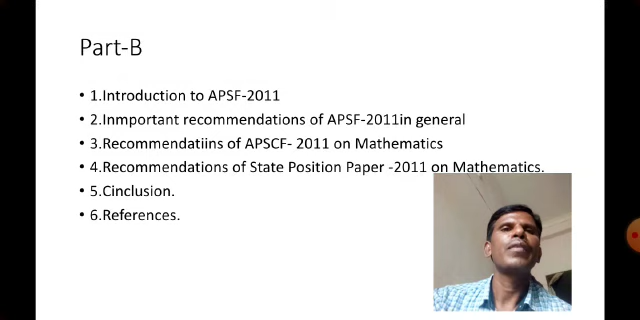 Part-B
• 1.Introduction to APSF-2011
• 2.Inmportant recommendations of APSF-2011in general
• 3.Recommendatiins of APSCF- 2011 on Mathematics
• 4.Recommendations of State Position Paper -2011 on Mathematics.
• 5.Cinclusion.
• 6.References.